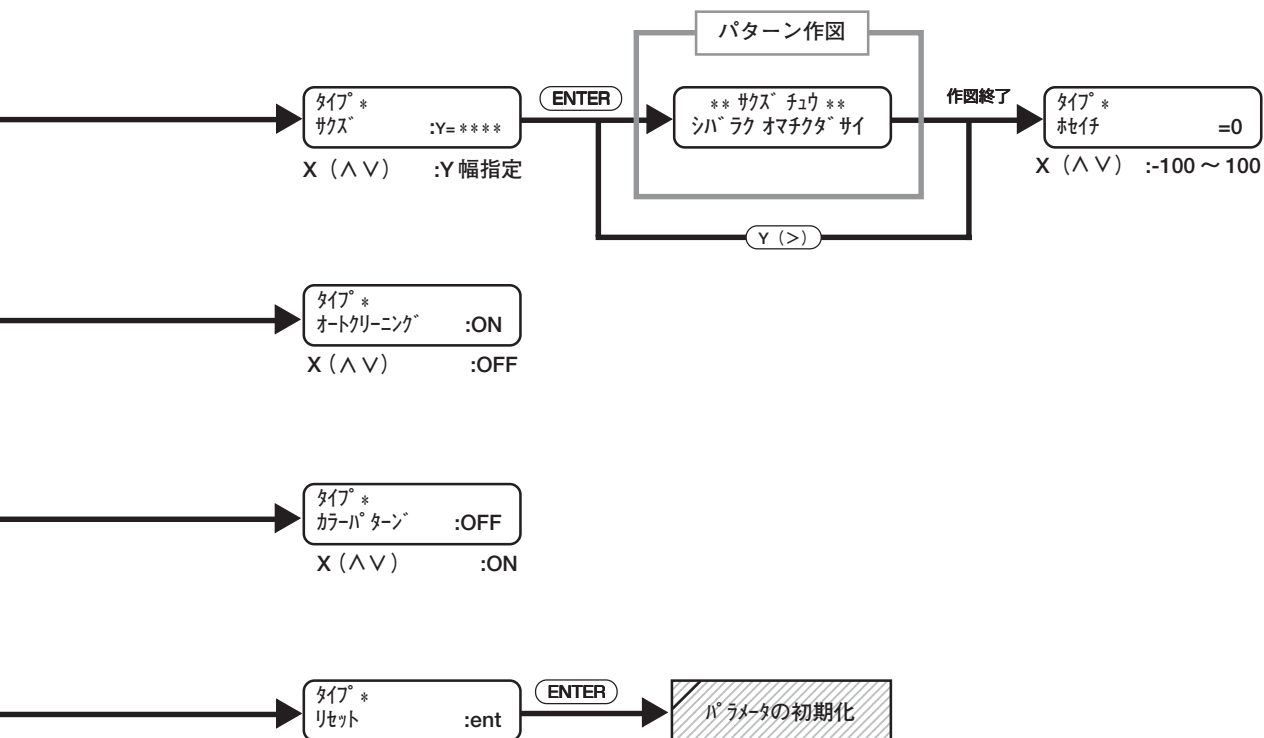 パターン作図
ﾀｲﾌﾟ *
ｻｸｽﾞ :Y=****
X（∧∨） :Y 幅指定
ENTER
** サクズ チュウ **
シバラク オマチクダサイ
作図終了
ﾀｲﾌﾟ *
ﾎｾｲﾁ =0
X（∧∨） :-100 ～ 100
Y（＞）
ﾀｲﾌﾟ *
ｵｰﾄｸﾘｰﾆﾝｸﾞ :ON
X（∧∨） :OFF
ﾀｲﾌﾟ *
ｶﾗｰﾊﾟﾀｰﾝﾞ :OFF
X（∧∨） :ON
ﾀｲﾌﾟ *
ﾘｾｯﾄ :ent
ENTER
ﾊﾟﾗﾒｰﾀの初期化